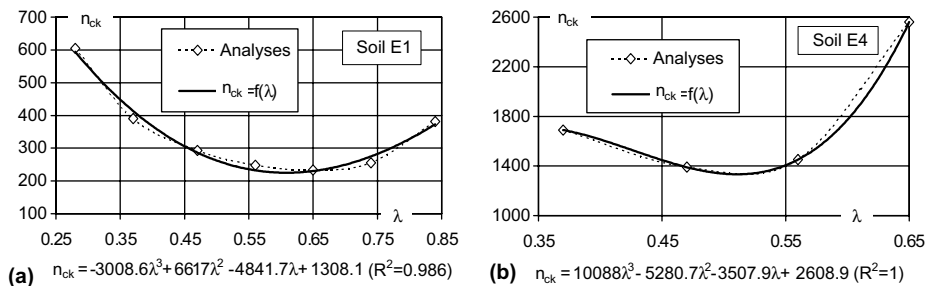 n_ck
700
600
500
400
300
200
100
Analyses
n_ck =f(λ)
Soil E1
λ
0.25 0.35 0.45 0.55 0.65 0.75 0.85
(a) n_ck = -3008.6λ³+ 6617λ² -4841.7λ+ 1308.1 (R²=0.986)
n_ck
2600
2200
1800
1400
1000
Analyses
n_ck =f(λ)
Soil E4
λ
0.35 0.45 0.55 0.65
(b) n_ck = 10088λ³- 5280.7λ²-3507.9λ+ 2608.9 (R²=1)